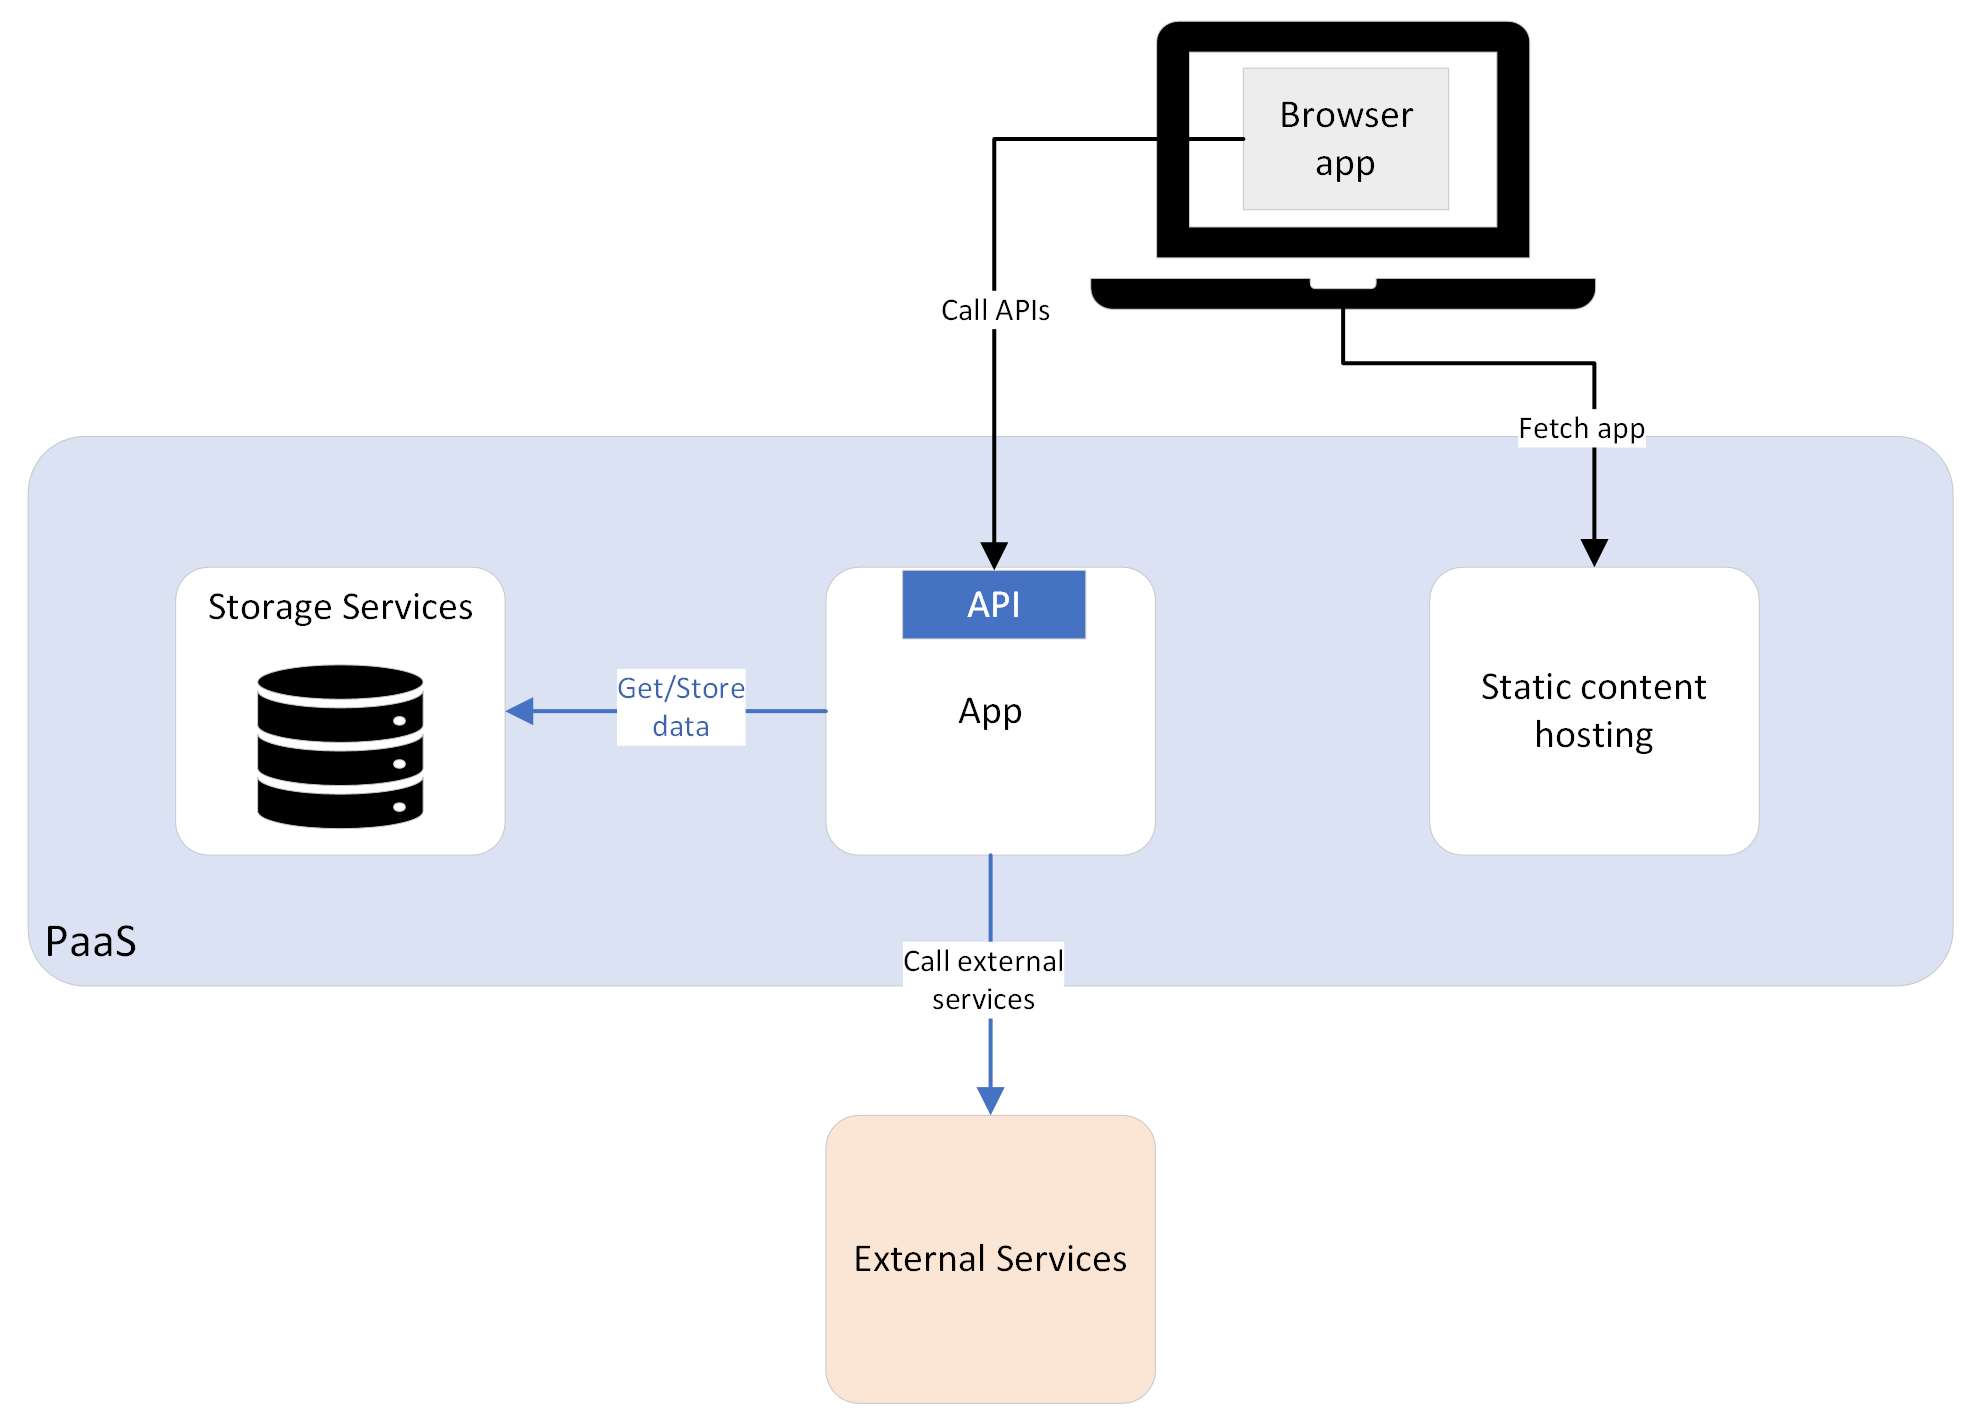 Browser
app
Call APIs
Fetch app
Storage Services
API
Get/Store
data
App
Static content
hosting
PaaS
Call external
services
External Services